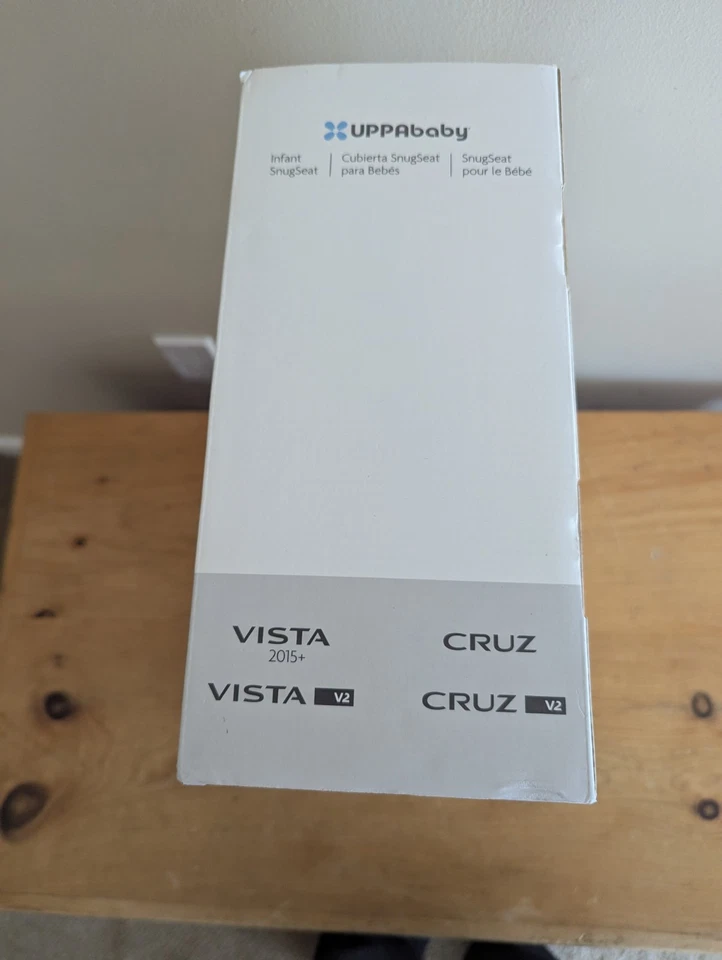 UPPAbaby
Infant
SnugSeat
Cubierta SnugSeat
para Bebés
SnugSeat
pour le Bébé
VISTA
2015+
CRUZ
VISTA V2
CRUZ V2